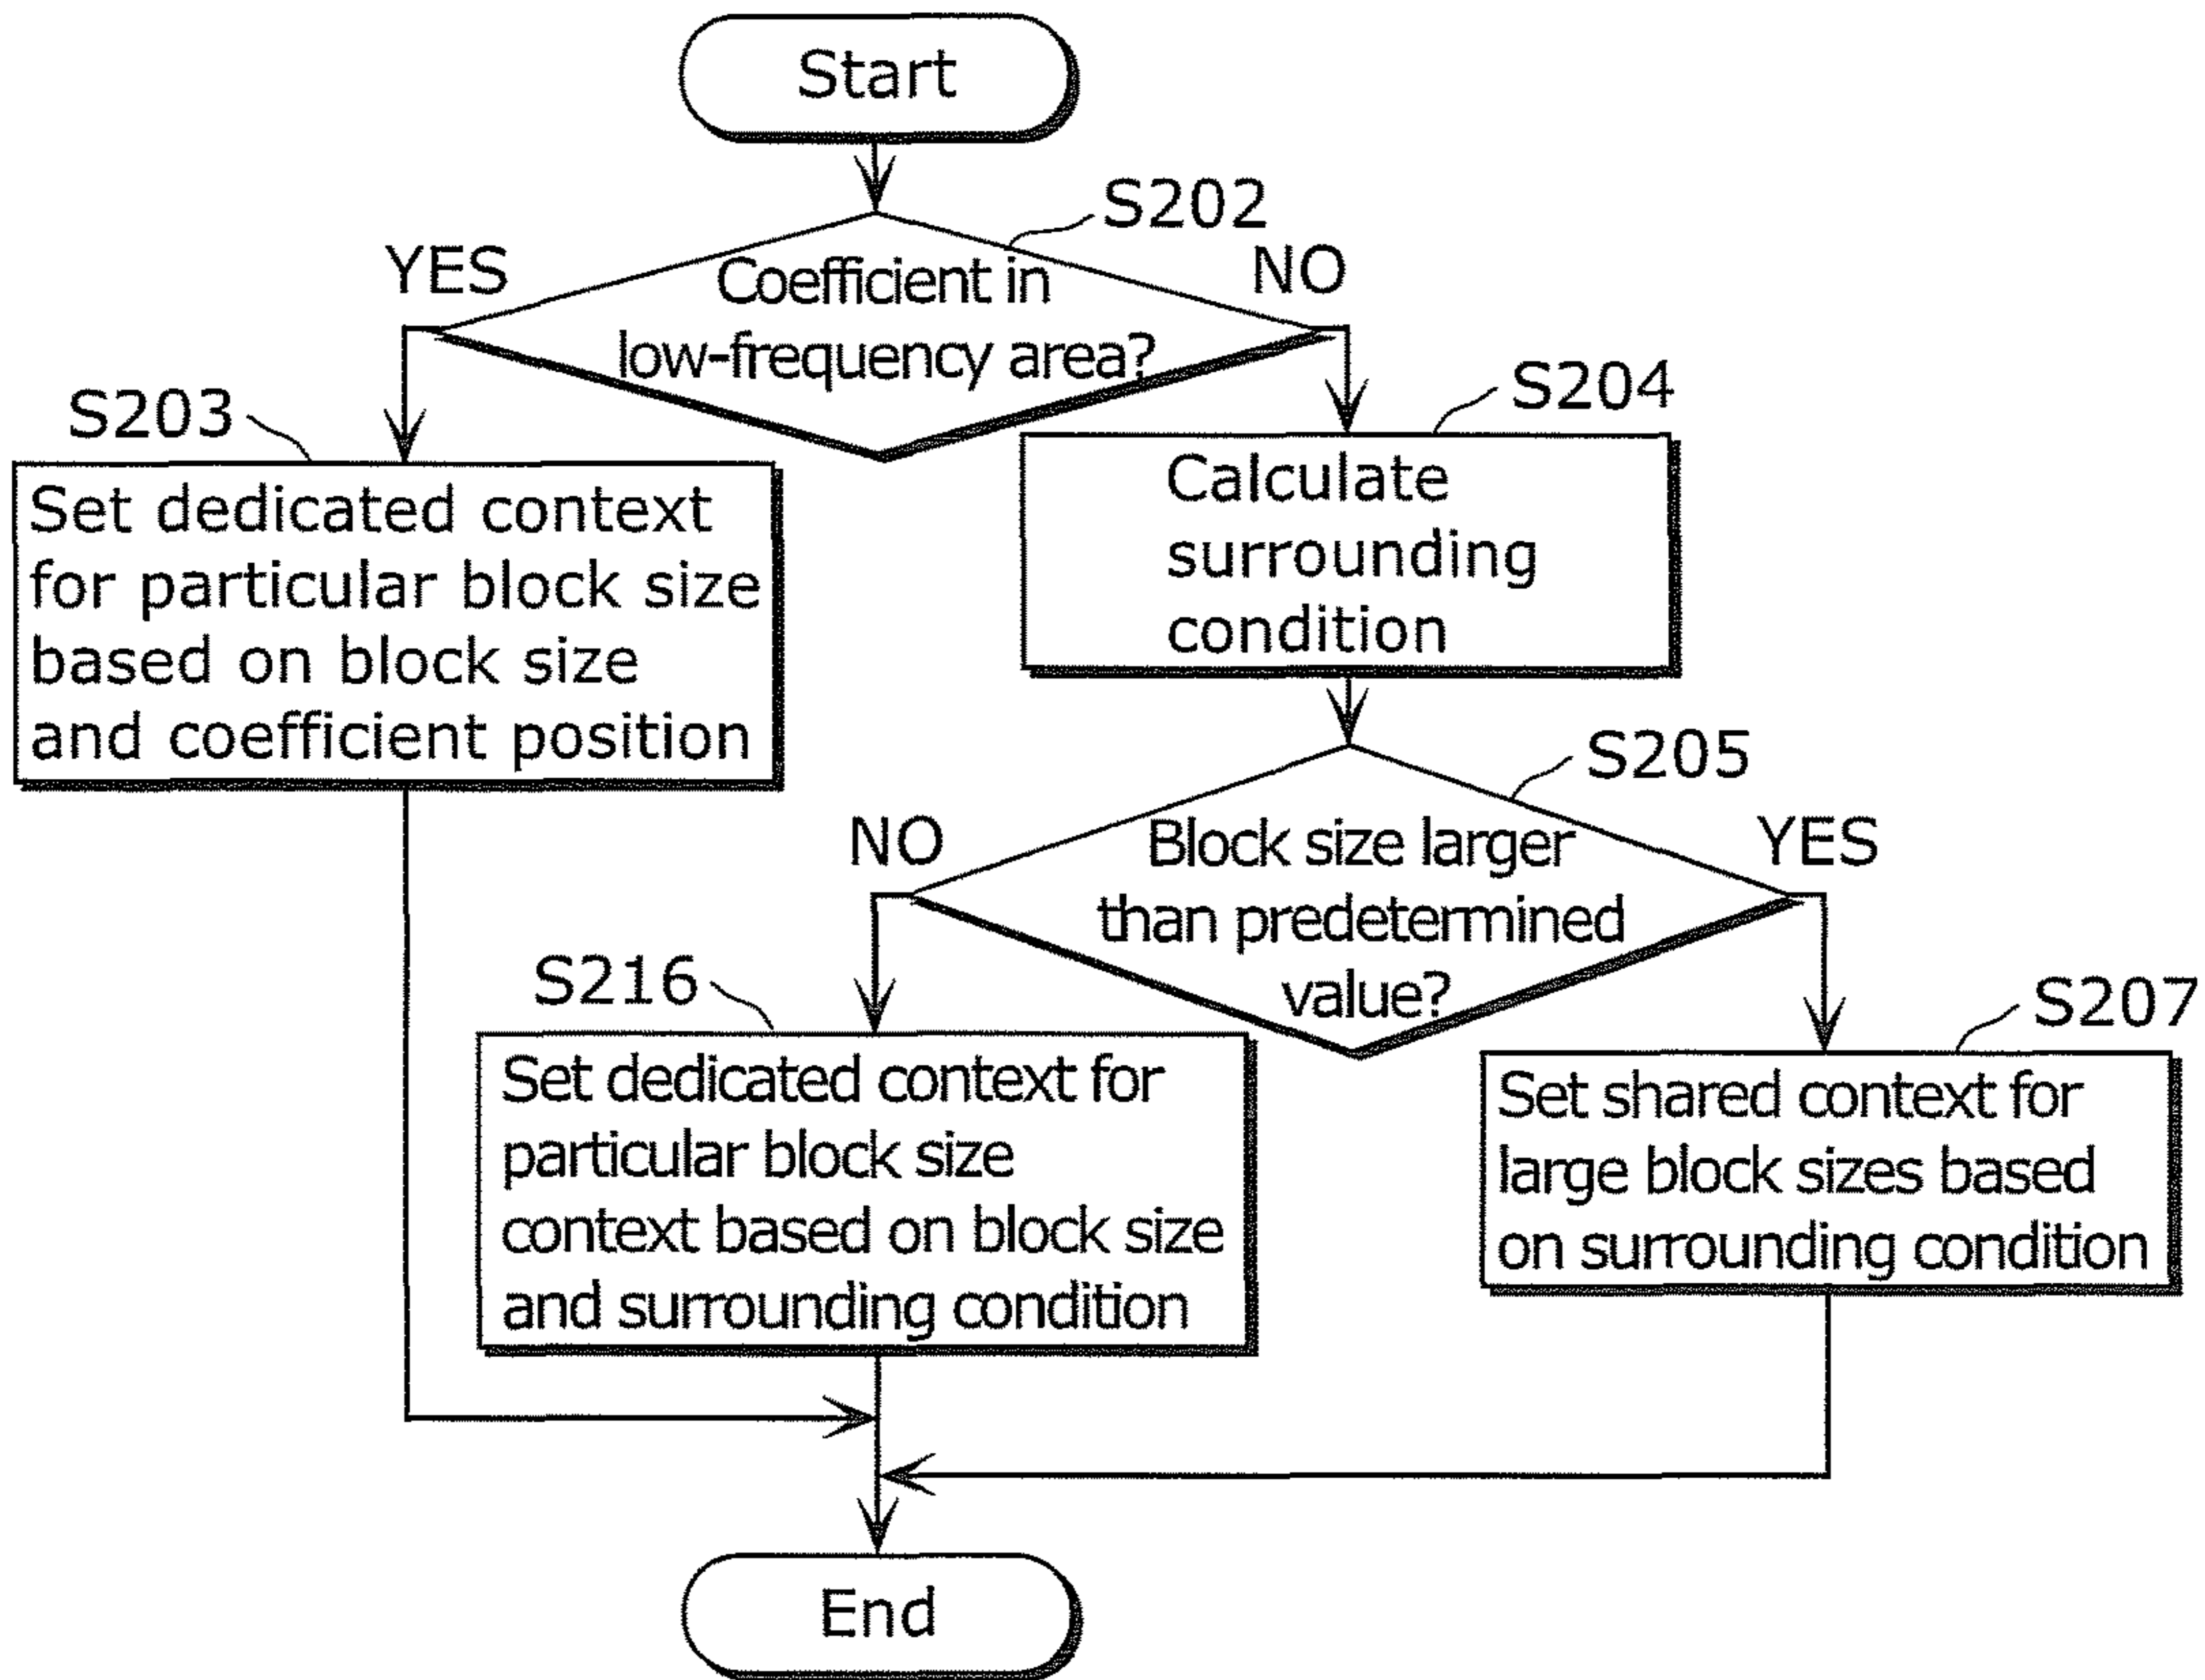 Start
S202
YES
NO
Coefficient in
low-frequency area?
S203
S204
Set dedicated context
for particular block size
based on block size
and coefficient position
Calculate
surrounding
condition
S205
NO
YES
Block size larger
than predetermined
value?
S216
S207
Set dedicated context for
particular block size
context based on block size
and surrounding condition
Set shared context for
large block sizes based
on surrounding condition
End